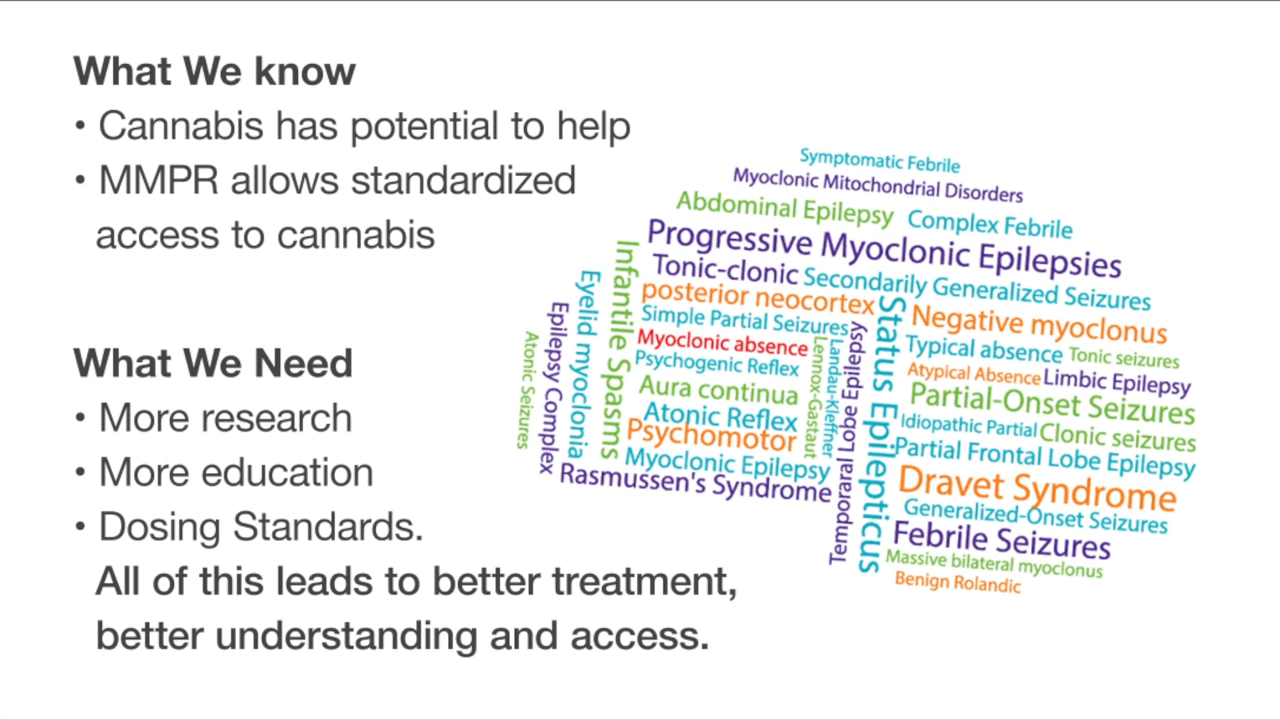 What We know
• Cannabis has potential to help
• MMPR allows standardized
access to cannabis
What We Need
• More research
• More education
• Dosing Standards.
All of this leads to better treatment,
better understanding and access.
Symptomatic Febrile
Myoclonic Mitochondrial Disorders
Abdominal Epilepsy
Complex Febrile
Progressive Myoclonic Epilepsies
Tonic-clonic
Secondarily Generalized Seizures
posterior neocortex
Simple Partial Seizures
Myoclonic absence
Psychogenic Reflex
Aura continua
Atonic Reflex
Psychomotor
Myoclonic Epilepsy
Rasmussen's Syndrome
Atonic Seizures
Epilepsy Complex
Eyelid myoclonia
Infantile Spasms
Lennox-Gastaut
Landau-Kleffner
Temporaral Lobe Epilepsy
Status Epilepticus
Negative myoclonus
Typical absence
Tonic seizures
Atypical Absence
Limbic Epilepsy
Partial-Onset Seizures
Idiopathic Partial
Clonic seizures
Partial Frontal Lobe Epilepsy
Dravet Syndrome
Generalized-Onset Seizures
Febrile Seizures
Massive bilateral myoclonus
Benign Rolandic